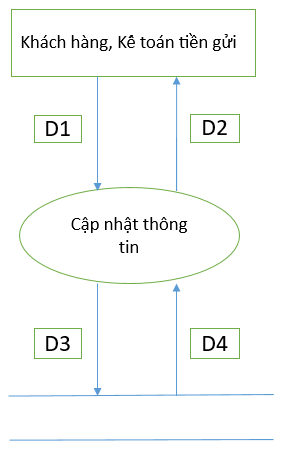 Khách hàng, Kế toán tiền gửi
D1
D2
Cập nhật thông
tin
D3
D4